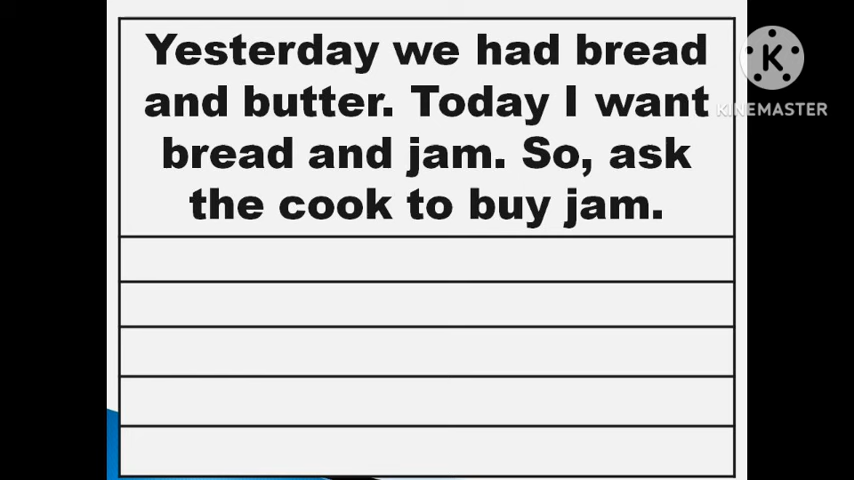 Yesterday we had bread
and butter. Today I want
bread and jam. So, ask
the cook to buy jam.
K
KINEMASTER